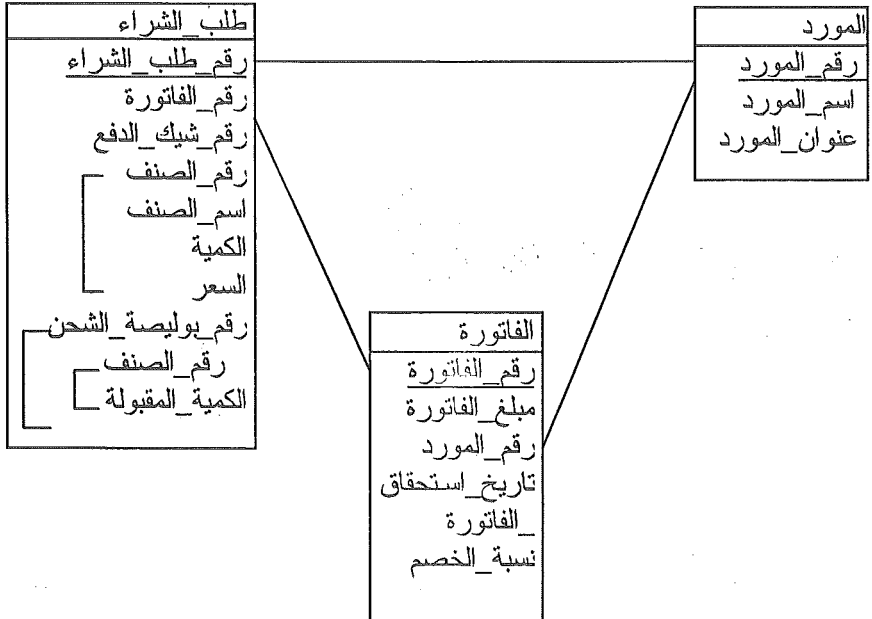 المورد
رقم_المورد
اسم_المورد
عنوان_المورد
طلب_الشراء
رقم_طلب_الشراء
رقم_الفاتورة
رقم_شيك_الدفع
رقم_الصنف
اسم_الصنف
الكمية
السعر
رقم_بوليصة_الشحن
رقم_الصنف
الكمية_المقبولة
الفاتورة
رقم_الفاتورة
مبلغ_الفاتورة
رقم_المورد
تاريخ_استحقاق
_الفاتورة
نسبة_الخصم